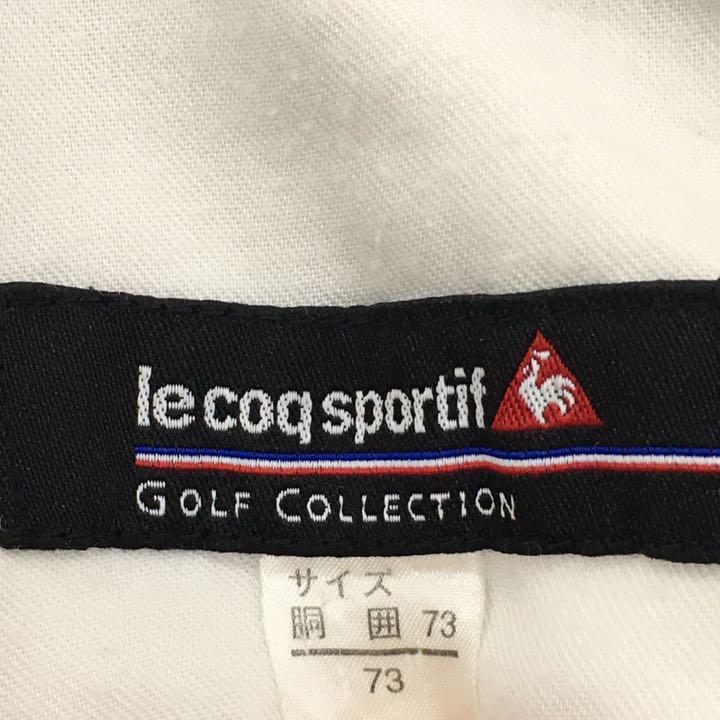 le coq sportif
GOLF COLLECTION
サイズ
胴 囲 73
73